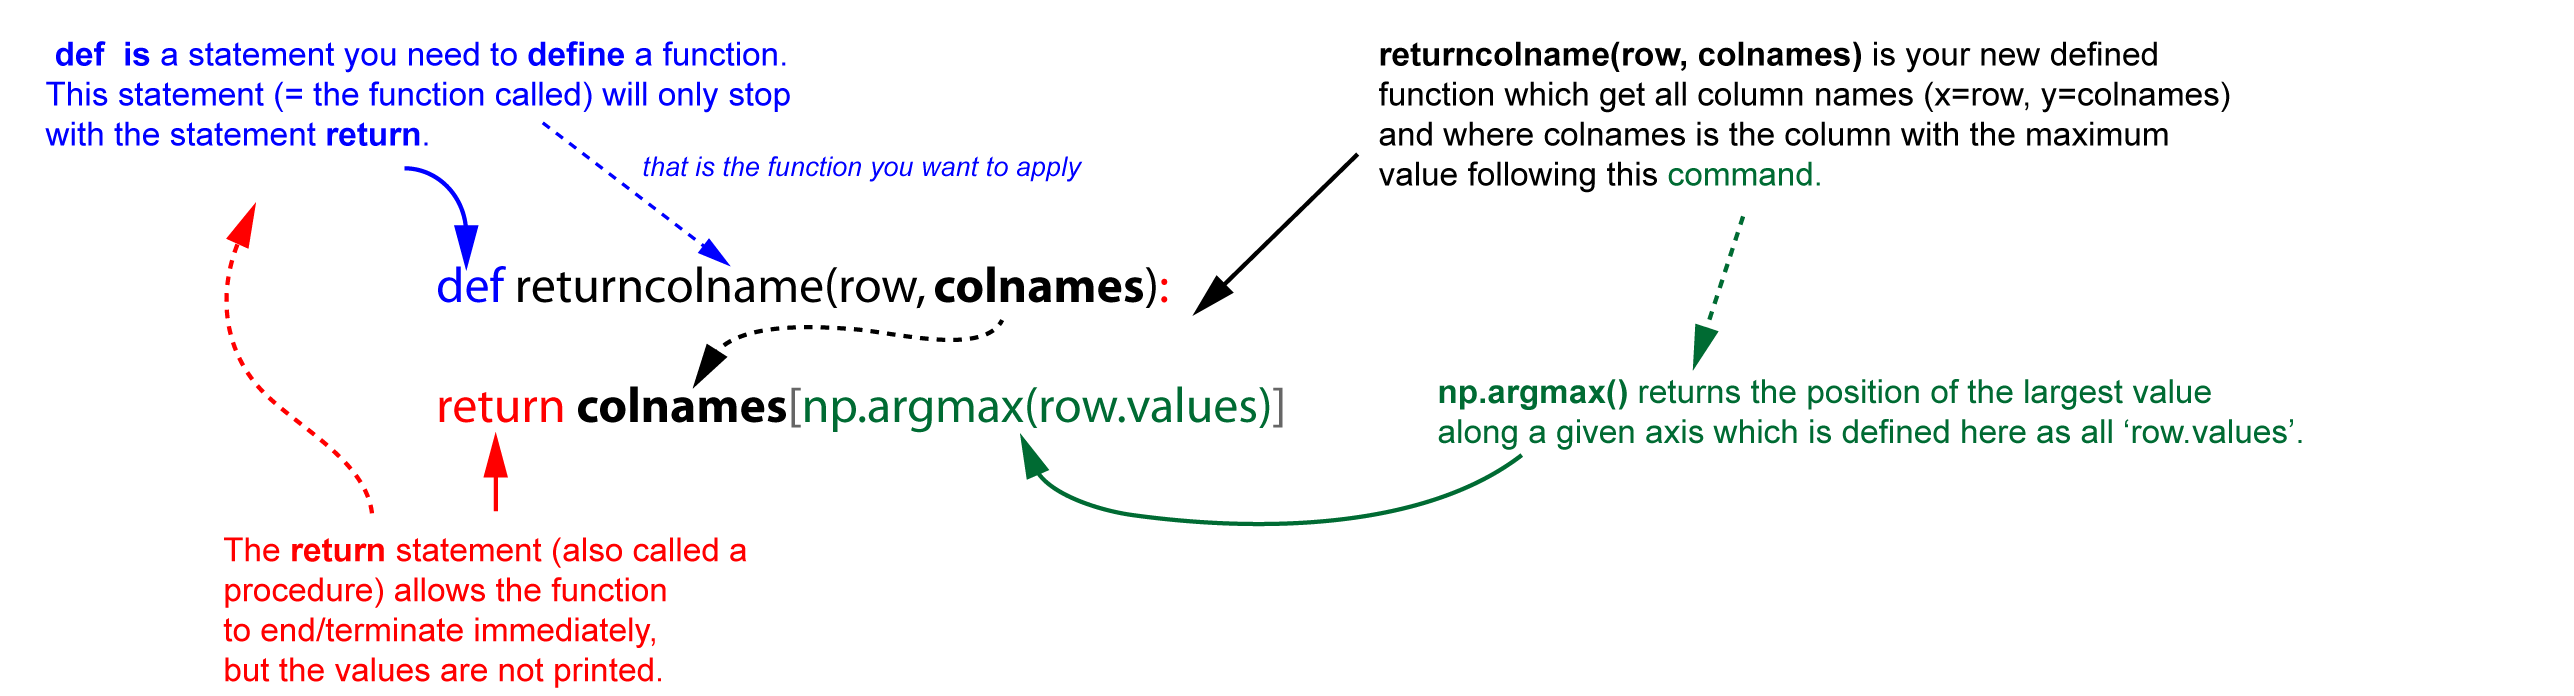 def  is a statement you need to define a function.
This statement (= the function called) will only stop
with the statement return.
that is the function you want to apply
returncolname(row, colnames) is your new defined
function which get all column names (x=row, y=colnames)
and where colnames is the column with the maximum
value following this command.
def returncolname(row, colnames):
return colnames[np.argmax(row.values)]
np.argmax() returns the position of the largest value
along a given axis which is defined here as all ‘row.values’.
The return statement (also called a
procedure) allows the function
to end/terminate immediately,
but the values are not printed.